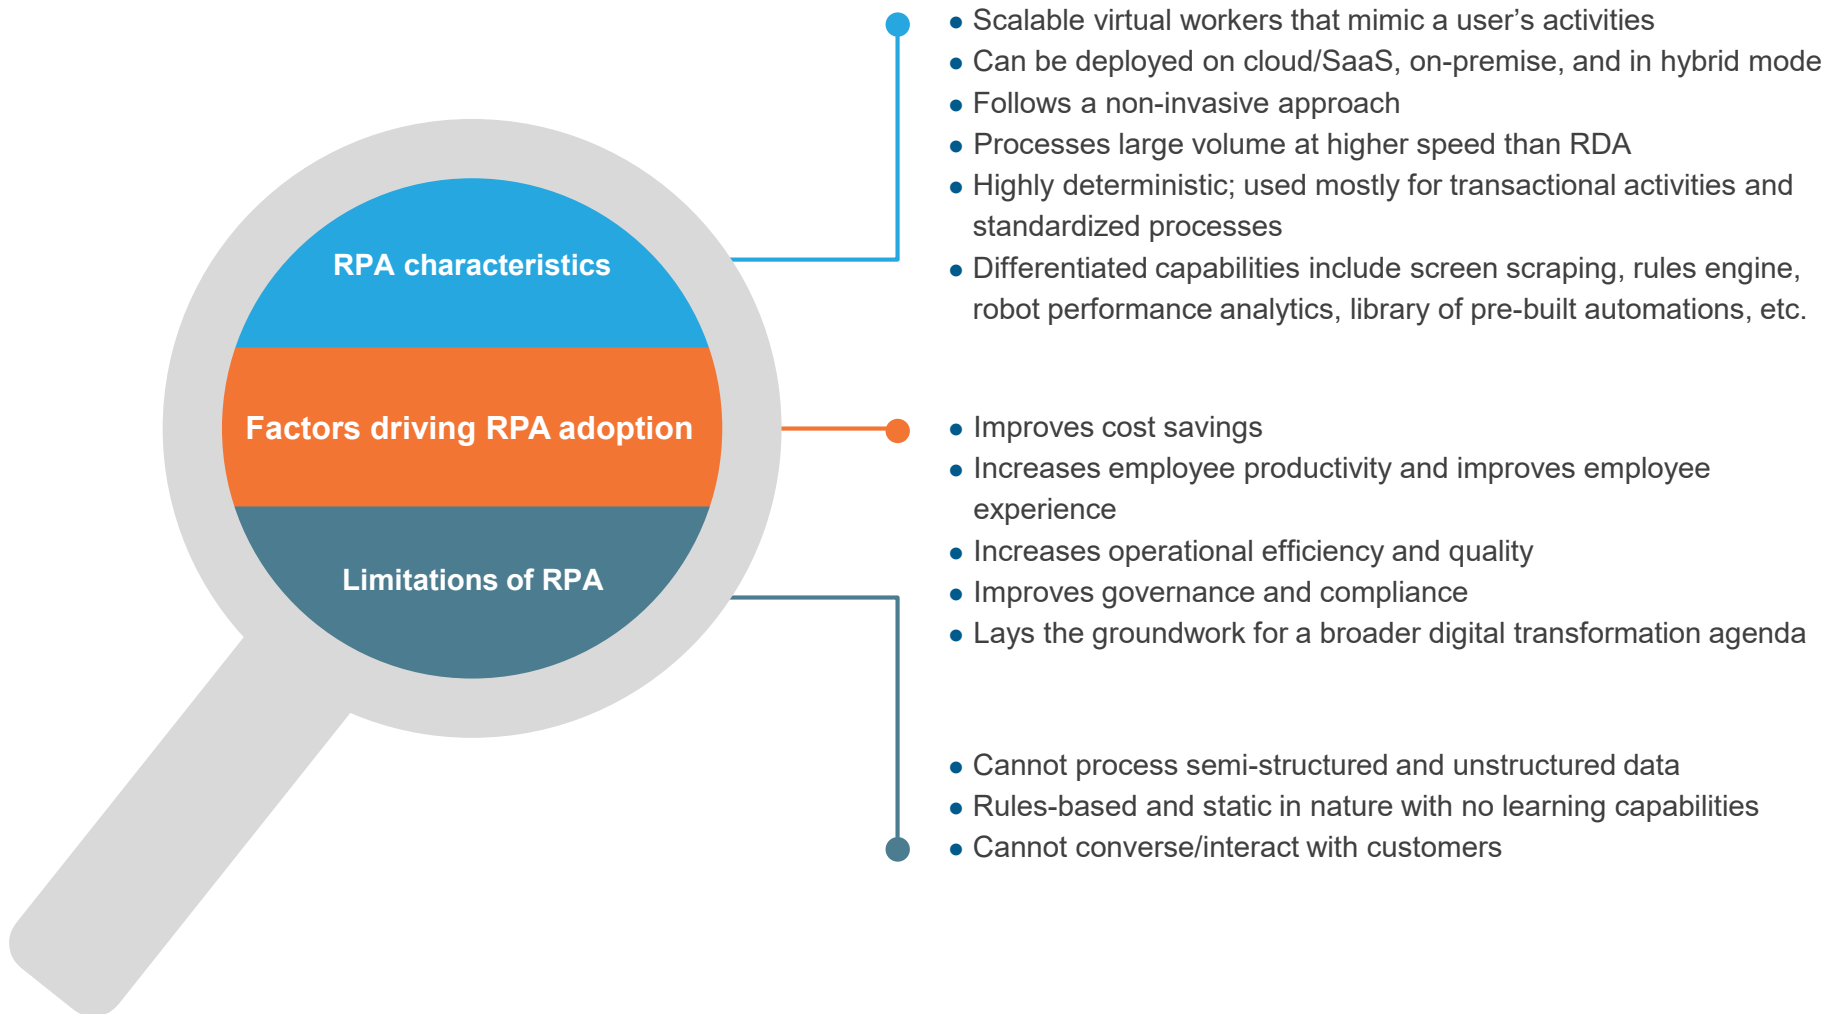 RPA characteristics
• Scalable virtual workers that mimic a user’s activities
• Can be deployed on cloud/SaaS, on-premise, and in hybrid mode
• Follows a non-invasive approach
• Processes large volume at higher speed than RDA
• Highly deterministic; used mostly for transactional activities and
standardized processes
• Differentiated capabilities include screen scraping, rules engine,
robot performance analytics, library of pre-built automations, etc.
Factors driving RPA adoption
• Improves cost savings
• Increases employee productivity and improves employee
experience
• Increases operational efficiency and quality
• Improves governance and compliance
• Lays the groundwork for a broader digital transformation agenda
Limitations of RPA
• Cannot process semi-structured and unstructured data
• Rules-based and static in nature with no learning capabilities
• Cannot converse/interact with customers